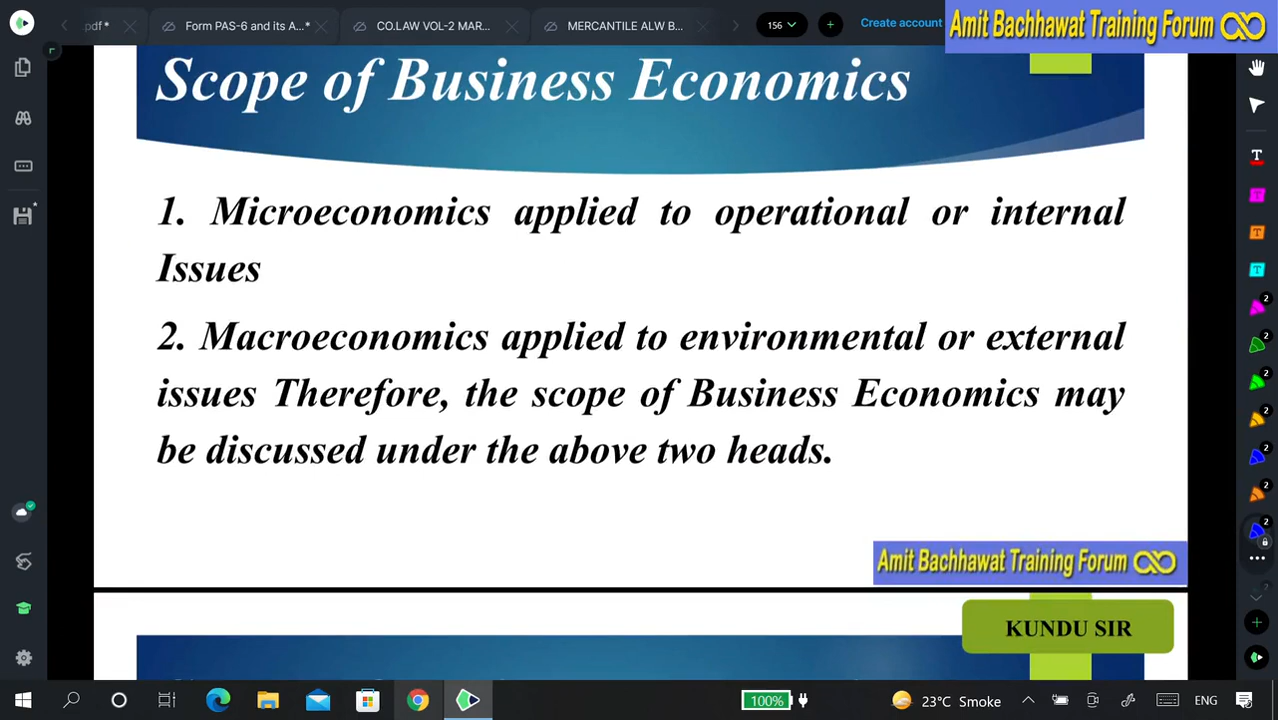 pdf*
Form PAS-6 and its A...*
CO.LAW VOL-2 MAR...
MERCANTILE ALW B...
156
Create account
Amit Bachhawat Training Forum
Scope of Business Economics
1. Microeconomics applied to operational or internal
Issues
2. Macroeconomics applied to environmental or external
issues Therefore, the scope of Business Economics may
be discussed under the above two heads.
Amit Bachhawat Training Forum
KUNDU SIR
100%
23°C Smoke
ENG